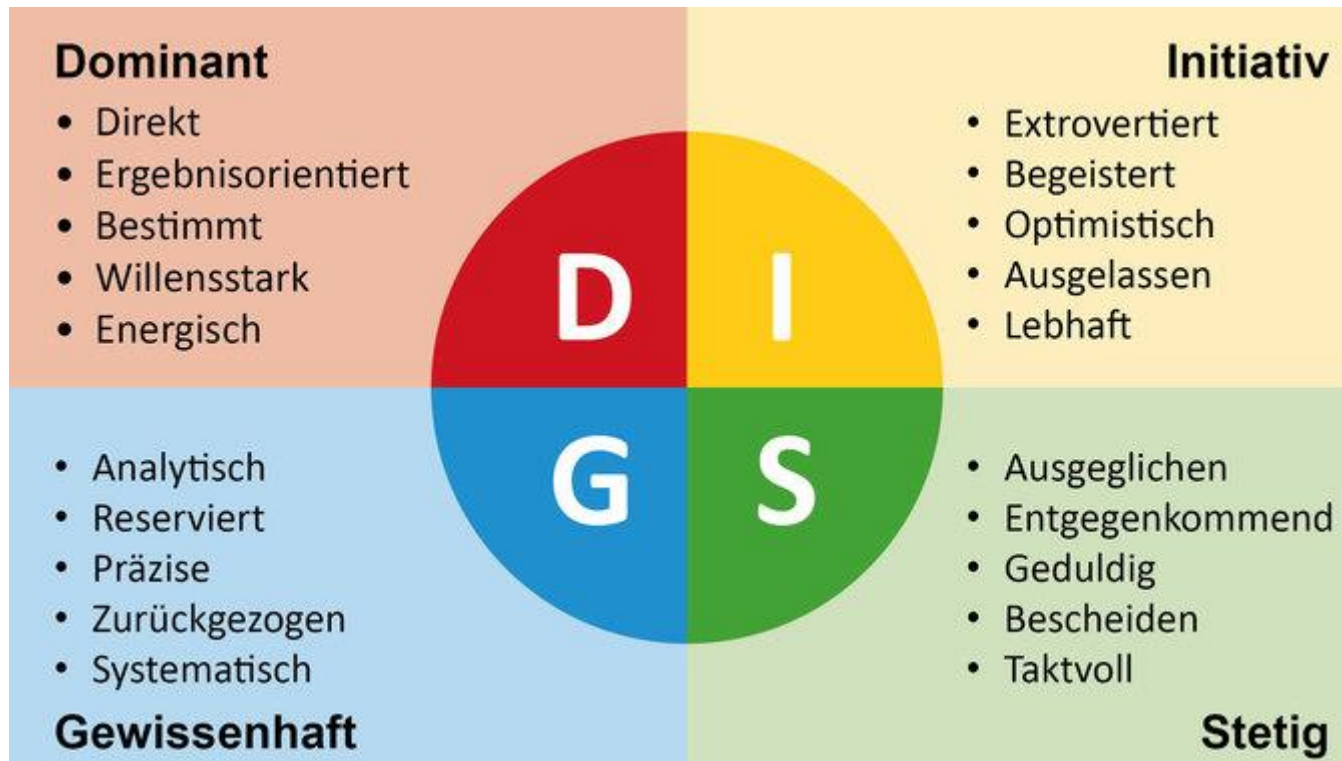 Dominant
• Direkt
• Ergebnisorientiert
• Bestimmt
• Willensstark
• Energisch
Initiativ
• Extrovertiert
• Begeistert
• Optimistisch
• Ausgelassen
• Lebhaft
D
I
G
S
• Analytisch
• Reserviert
• Präzise
• Zurückgezogen
• Systematisch
Gewissenhaft
• Ausgeglichen
• Entgegenkommend
• Geduldig
• Bescheiden
• Taktvoll
Stetig